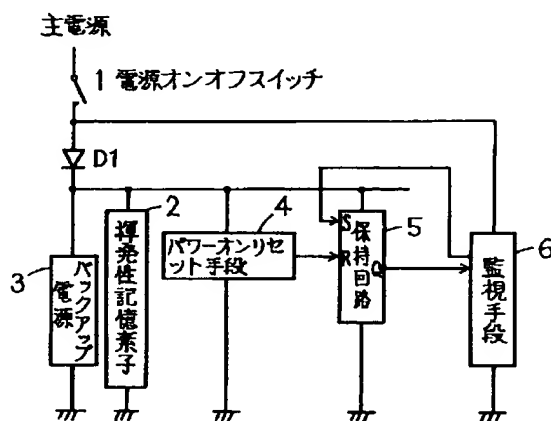 主電源
1 電源オンオフスイッチ
D1
2
揮発性記憶素子
3
バックアップ
電源
4
パワーオンリセ
ット手段
5
S
R
Q
保持回路
6
監視手段